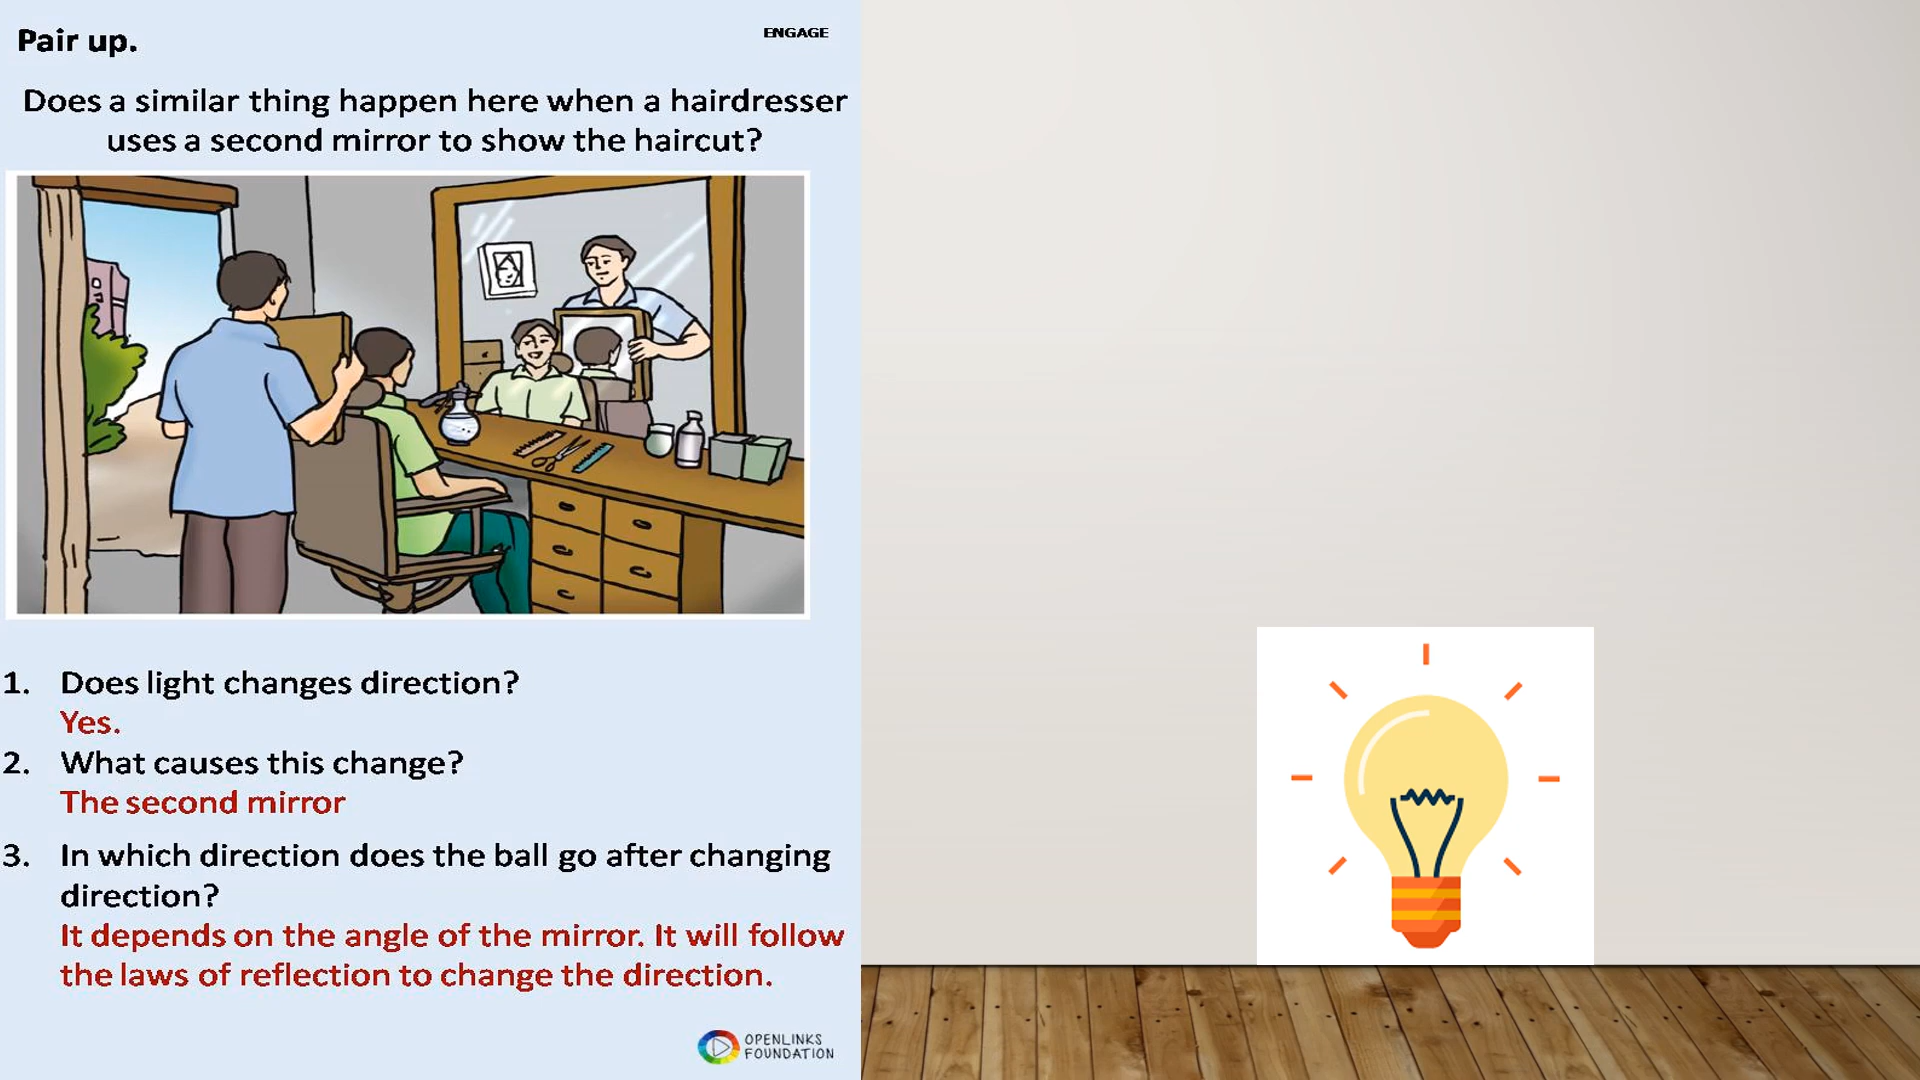 Pair up.
ENGAGE
Does a similar thing happen here when a hairdresser
uses a second mirror to show the haircut?
1. Does light changes direction?
Yes.
2. What causes this change?
The second mirror
3. In which direction does the ball go after changing
direction?
It depends on the angle of the mirror. It will follow
the laws of reflection to change the direction.
OPENLINKS
FOUNDATION